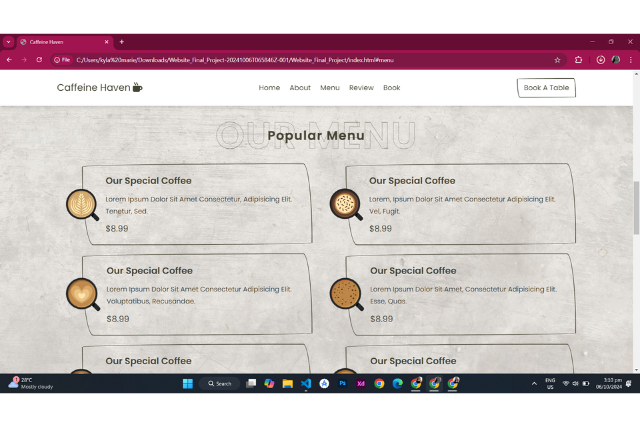 Caffeine Haven
File
C:/Users/kyla%20marie/Downloads/Website_Final_Project-20241006T065846Z-001/Website_Final_Project/index.html#menu
Caffeine Haven
Home About Menu Review Book
Book A Table
OUR MENU
Popular Menu
Our Special Coffee
Lorem Ipsum Dolor Sit Amet Consectetur, Adipisicing Elit.
Tenetur, Sed.
$8.99
Our Special Coffee
Lorem, Ipsum Dolor Sit Amet Consectetur Adipisicing Elit.
Vel, Fugit.
$8.99
Our Special Coffee
Lorem Ipsum Dolor Sit Amet Consectetur Adipisicing Elit.
Voluptatibus, Recusandae.
$8.99
Our Special Coffee
Lorem Ipsum Dolor Sit Amet, Consectetur Adipisicing Elit.
Esse, Quas.
$8.99
Our Special Coffee
Our Special Coffee
28°C
Mostly cloudy
Search
Ps
Xd
ENG
US
3:10 pm
06/10/2024